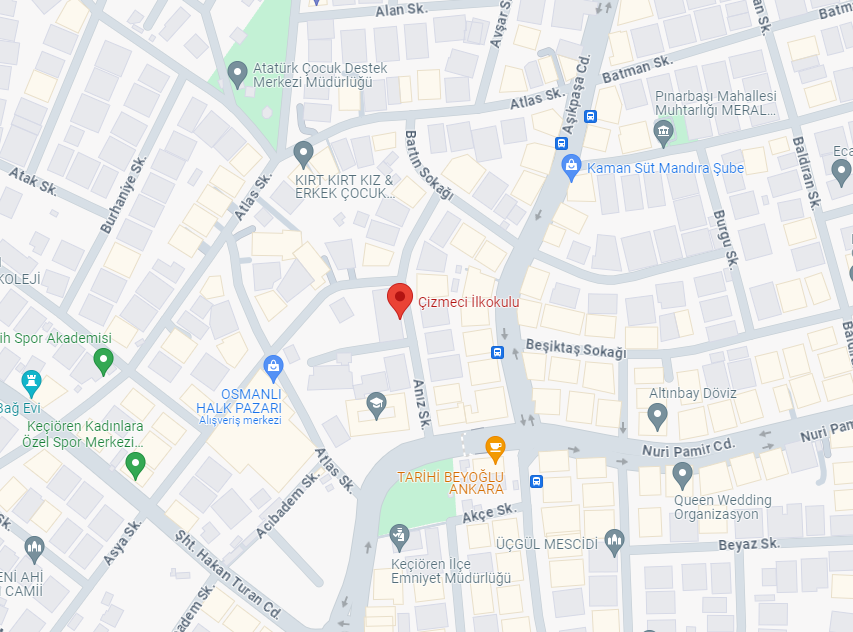 Alan Sk.
Avşar S
Batm
an Sk.
Aşıkpaşa Cd.
Batman Sk.
Atatürk Çocuk Destek
Merkezi Müdürlüğü
Atlas Sk.
Pınarbaşı Mahallesi
Muhtarlığı MERAL...
Bartın Sokağı
Kaman Süt Mandıra Şube
Baldıran Sk.
Eca
Atak Sk.
Burhaniye Sk.
Atlas Sk.
KIRT KIRT KIZ &
ERKEK ÇOCUK...
Burgu Sk.
KOLEJİ
Çizmeci İlkokulu
ih Spor Akademisi
Beşiktaş Sokağı
Baldır
Bağ Evi
OSMANLI
HALK PAZARI
Alışveriş merkezi
Anız Sk.
Altınbay Döviz
Keçiören Kadınlara
Özel Spor Merkezi...
Nuri Pamir Cd.
Nuri Pam
Atlas Sk.
TARİHİ BEYOĞLU
ANKARA
Acıbadem Sk.
Queen Wedding
Organizasyon
Akçe Sk.
Sk.
Asya Sk.
Şht. Hakan Turan Cd.
ÜÇGÜL MESCİDİ
Beyaz Sk.
Keçiören İlçe
Emniyet Müdürlüğü
ENİ AHİ
CAMİİ
badem Sk.